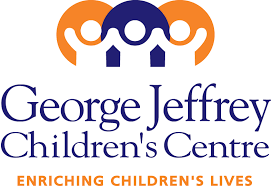 George Jeffrey
Children's Centre
ENRICHING CHILDREN'S LIVES